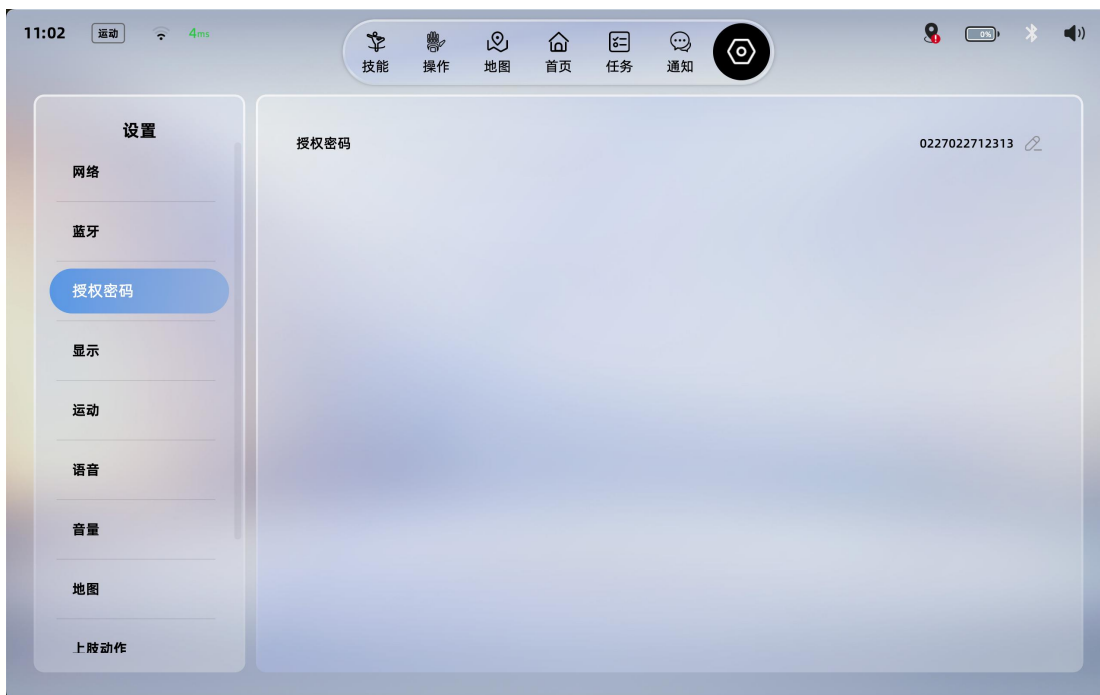 11:02 运动 4ms 0%
技能 操作 地图 首页 任务 通知
设置
网络
蓝牙
授权密码
显示
运动
语音
音量
地图
上肢动作
授权密码 0227022712313